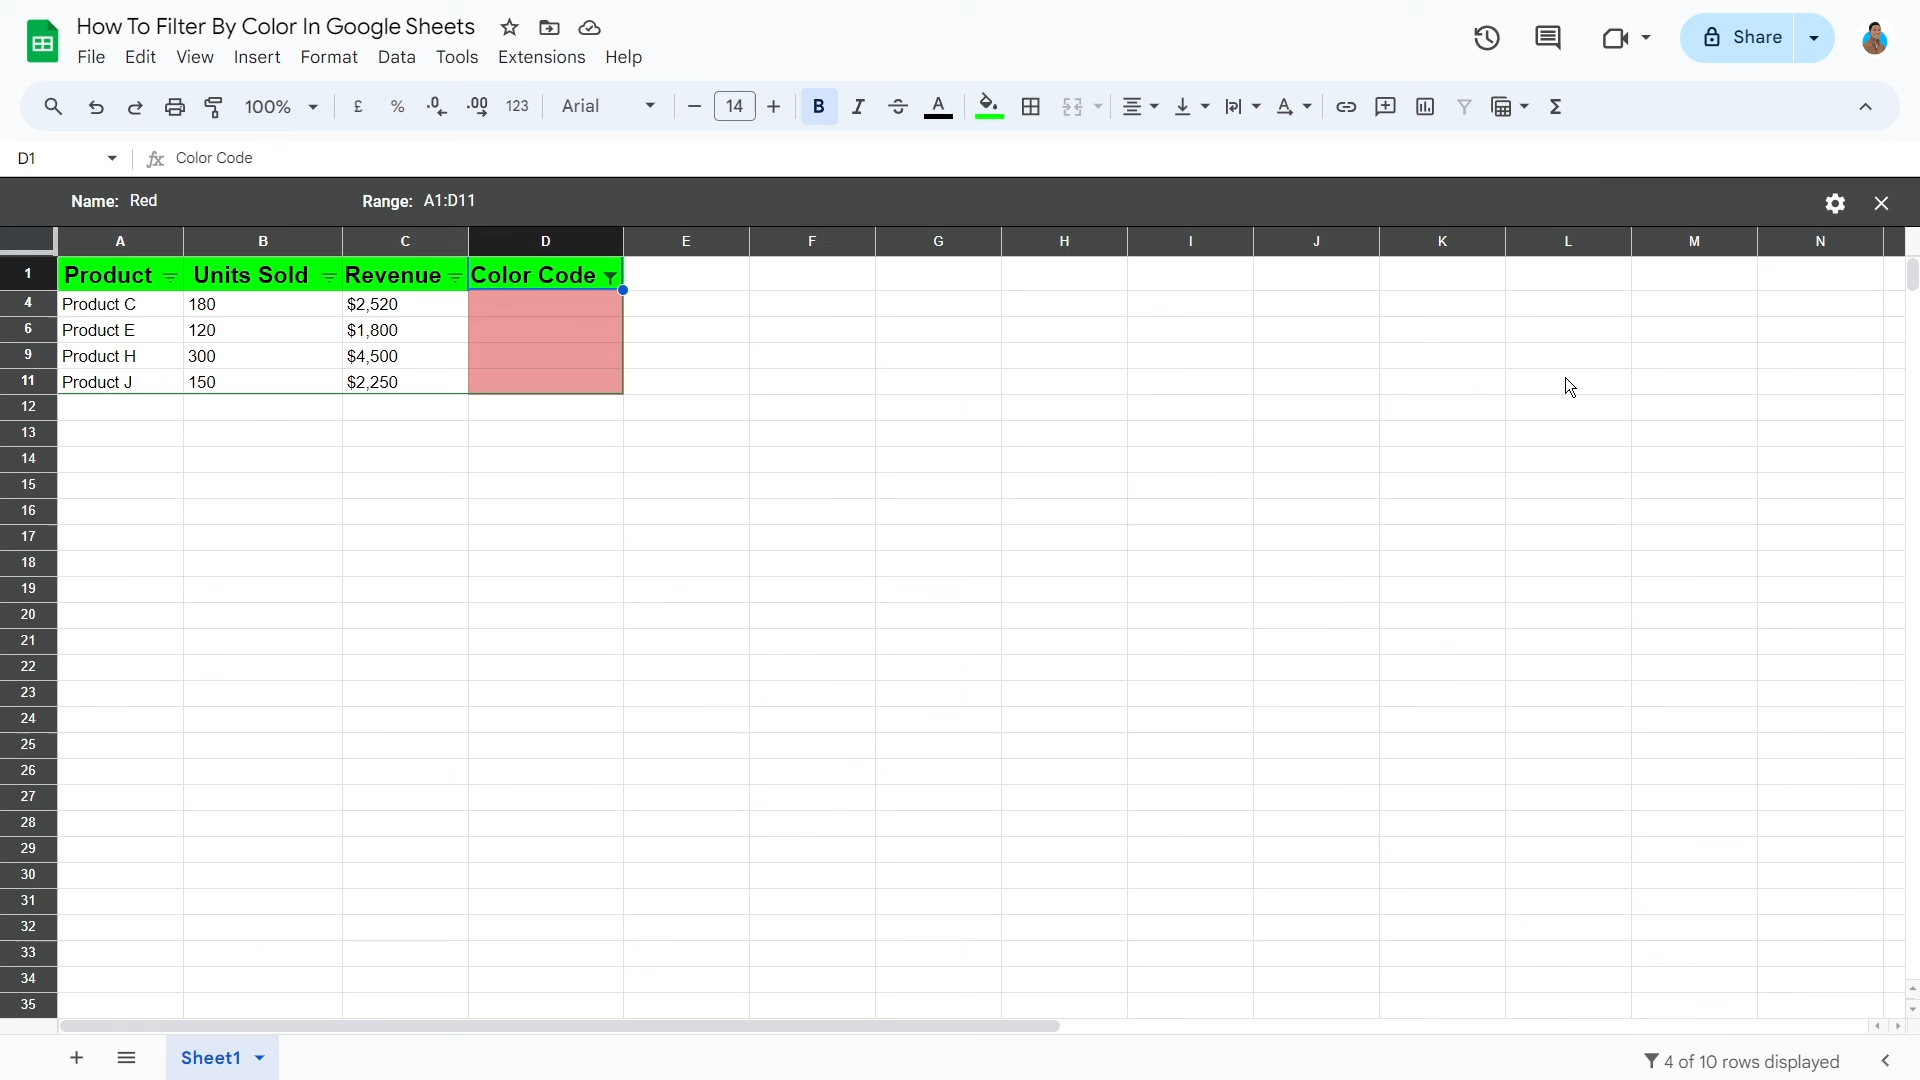 How To Filter By Color In Google Sheets
File Edit View Insert Format Data Tools Extensions Help
Share
100% £ % .0 .00 123 Arial 14 B I S A A Σ
D1 fx Color Code
Name: Red Range: A1:D11
A B C D E F G H I J K L M N
1 Product Units Sold Revenue Color Code
4 Product C 180 $2,520
6 Product E 120 $1,800
9 Product H 300 $4,500
11 Product J 150 $2,250
12
13
14
15
16
17
18
19
20
21
22
23
24
25
26
27
28
29
30
31
32
33
34
35
Sheet1 4 of 10 rows displayed